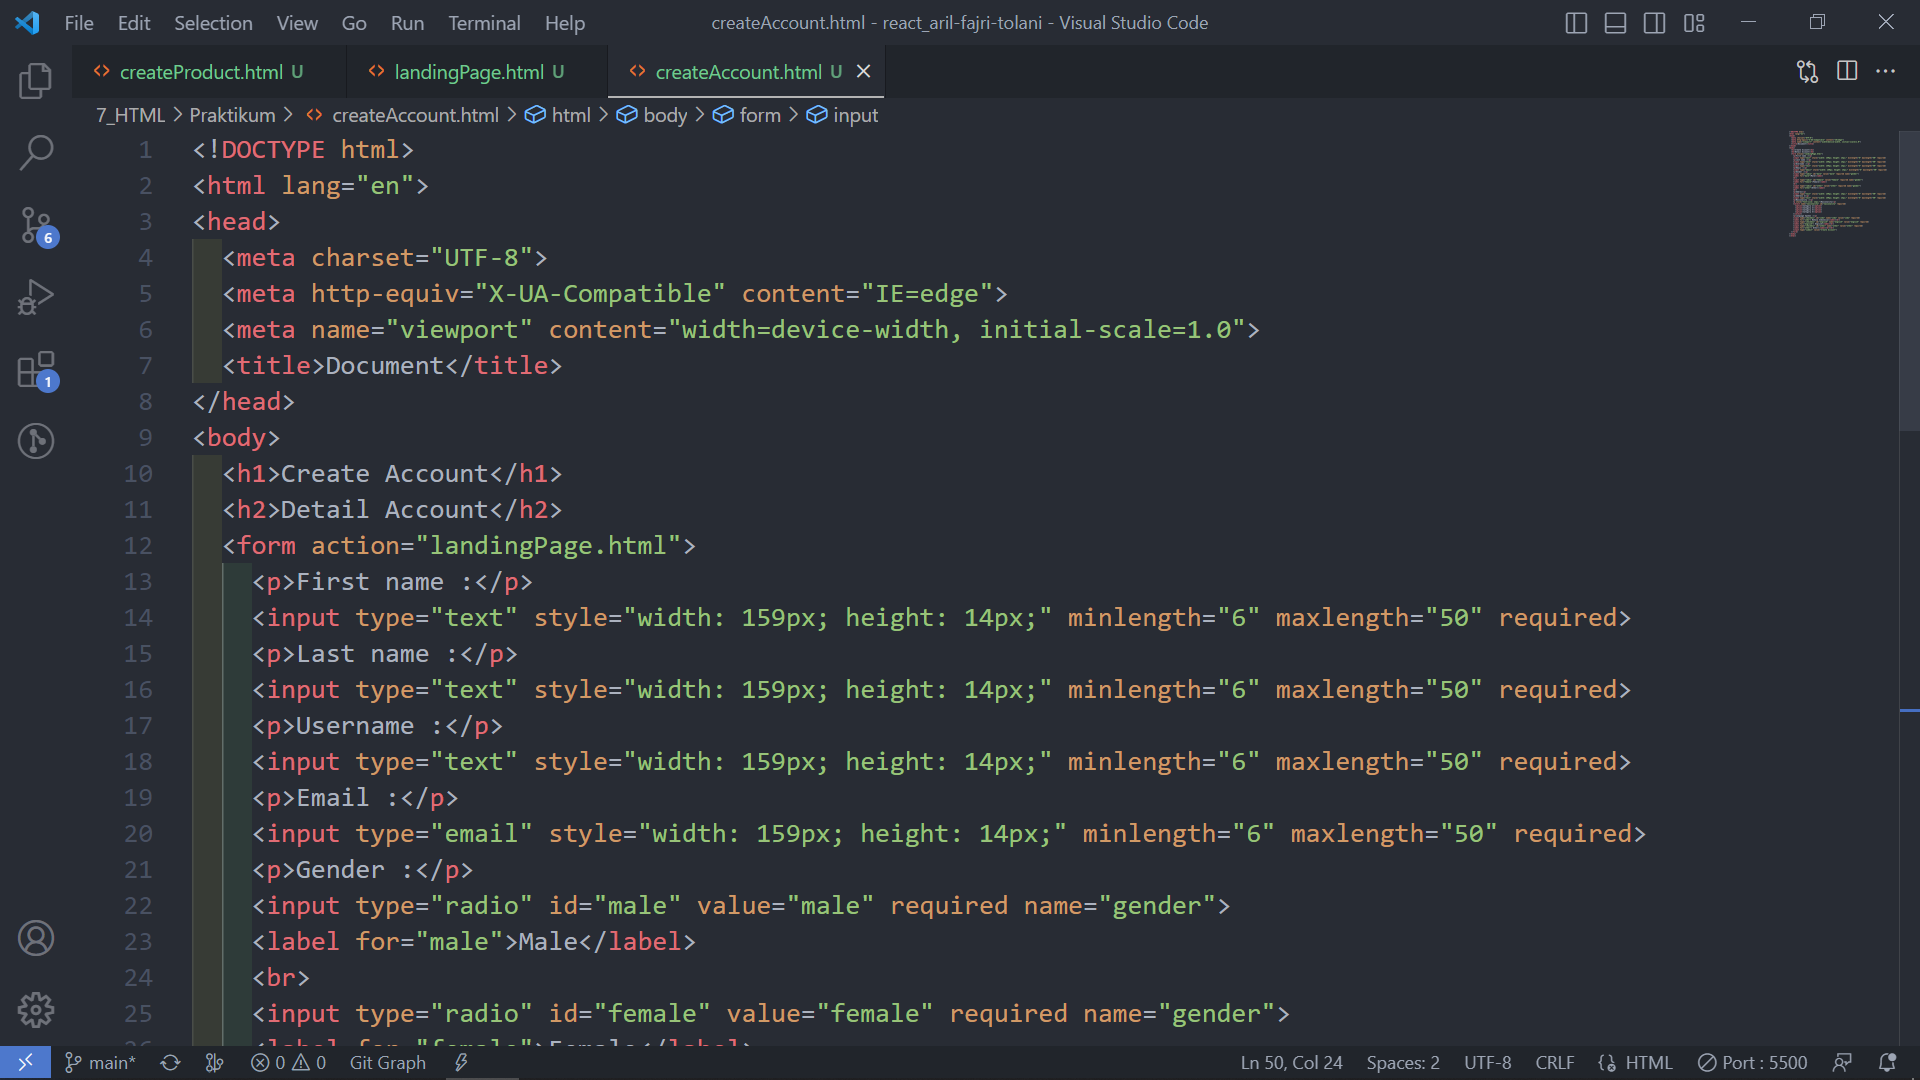 File Edit Selection View Go Run Terminal Help createAccount.html - react_aril-fajri-tolani - Visual Studio Code
createProduct.html U landingPage.html U createAccount.html U
7_HTML > Praktikum > createAccount.html > html > body > form > input
1 <!DOCTYPE html>
2 <html lang="en">
3 <head>
4 <meta charset="UTF-8">
5 <meta http-equiv="X-UA-Compatible" content="IE=edge">
6 <meta name="viewport" content="width=device-width, initial-scale=1.0">
7 <title>Document</title>
8 </head>
9 <body>
10 <h1>Create Account</h1>
11 <h2>Detail Account</h2>
12 <form action="landingPage.html">
13 <p>First name :</p>
14 <input type="text" style="width: 159px; height: 14px;" minlength="6" maxlength="50" required>
15 <p>Last name :</p>
16 <input type="text" style="width: 159px; height: 14px;" minlength="6" maxlength="50" required>
17 <p>Username :</p>
18 <input type="text" style="width: 159px; height: 14px;" minlength="6" maxlength="50" required>
19 <p>Email :</p>
20 <input type="email" style="width: 159px; height: 14px;" minlength="6" maxlength="50" required>
21 <p>Gender :</p>
22 <input type="radio" id="male" value="male" required name="gender">
23 <label for="male">Male</label>
24 <br>
25 <input type="radio" id="female" value="female" required name="gender">
26 <label for="female">Female</label>
6
1
main* 0 0 Git Graph Ln 50, Col 24 Spaces: 2 UTF-8 CRLF HTML Port : 5500